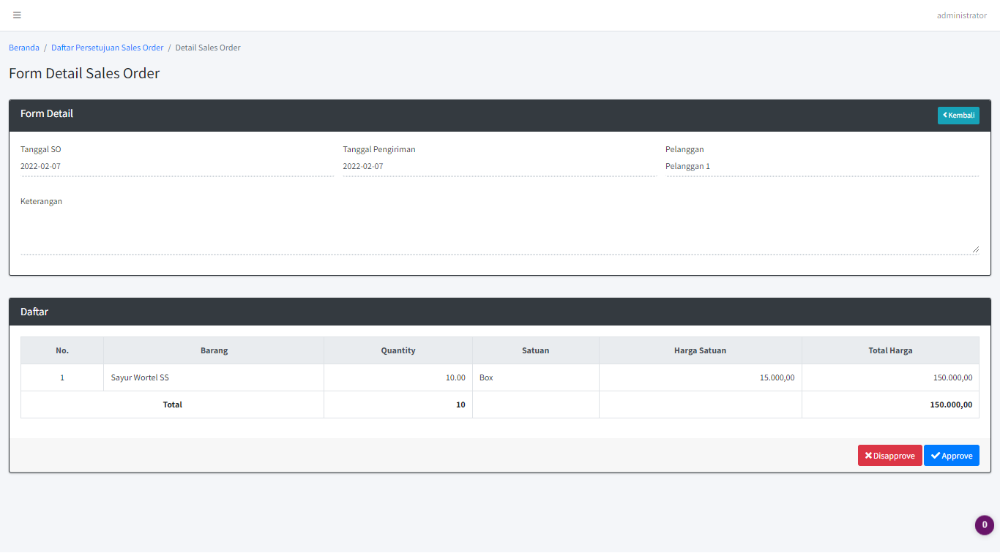 administrator
Beranda / Daftar Persetujuan Sales Order / Detail Sales Order
Form Detail Sales Order
Form Detail
Kembali
Tanggal SO Tanggal Pengiriman Pelanggan
2022-02-07 2022-02-07 Pelanggan 1
Keterangan
Daftar
No. Barang Quantity Satuan Harga Satuan Total Harga
1 Sayur Wortel SS 10.00 Box 15.000,00 150.000,00
Total 10 150.000,00
Disapprove Approve
0